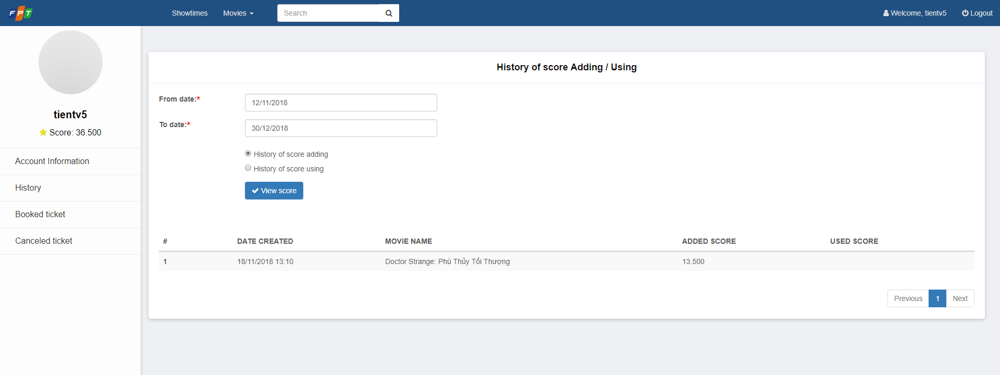 FPT Showtimes Movies Search Welcome, tientv5 Logout
tientv5
Score: 36.500
Account Information
History
Booked ticket
Canceled ticket
History of score Adding / Using
From date:* 12/11/2018
To date:* 30/12/2018
History of score adding
History of score using
View score
# DATE CREATED MOVIE NAME ADDED SCORE USED SCORE
1 18/11/2018 13:10 Doctor Strange: Phù Thủy Tối Thượng 13.500
Previous 1 Next